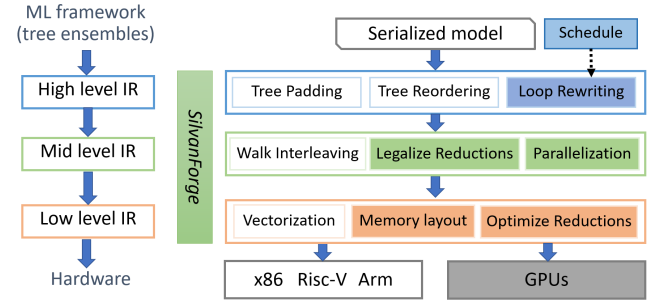 ML framework
(tree ensembles)
High level IR
Mid level IR
Low level IR
Hardware
SilvanForge
Serialized model
Schedule
Tree Padding
Tree Reordering
Loop Rewriting
Walk Interleaving
Legalize Reductions
Parallelization
Vectorization
Memory layout
Optimize Reductions
x86 Risc-V Arm
GPUs